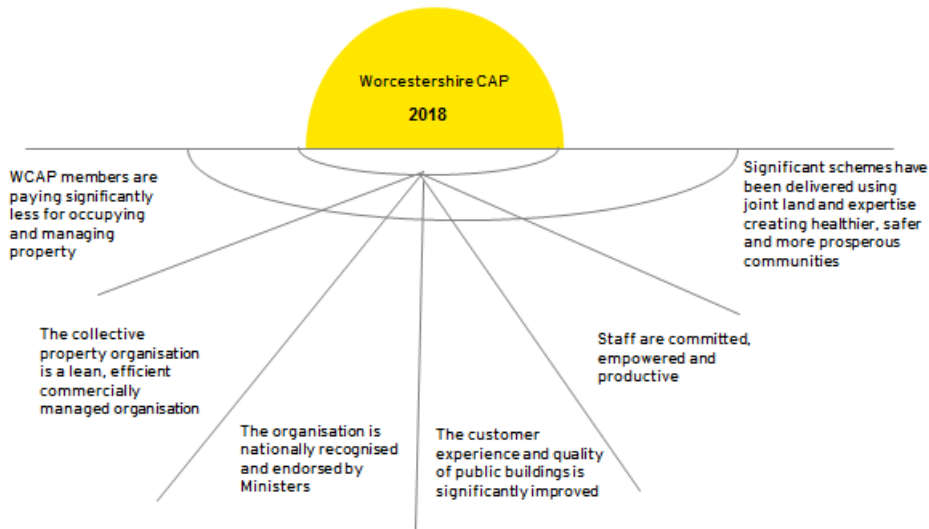 Worcestershire CAP
2018
WCAP members are
paying significantly
less for occupying
and managing
property
Significant schemes have
been delivered using
joint land and expertise
creating healthier, safer
and more prosperous
communities
The collective
property organisation
is a lean, efficient
commercially
managed organisation
Staff are committed,
empowered and
productive
The organisation is
nationally recognised
and endorsed by
Ministers
The customer
experience and quality
of public buildings is
significantly improved